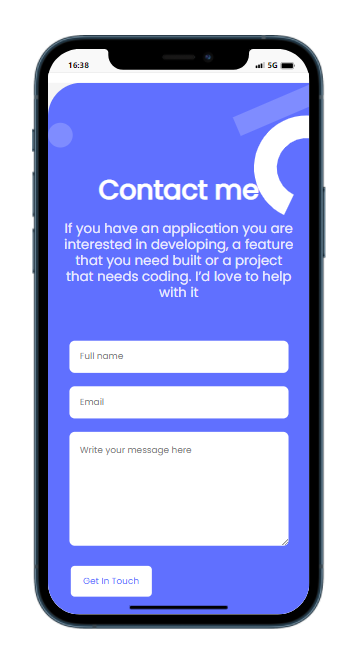 16:38 5G
Contact me
If you have an application you are
interested in developing, a feature
that you need built or a project
that needs coding. I’d love to help
with it
Full name
Email
Write your message here
Get In Touch